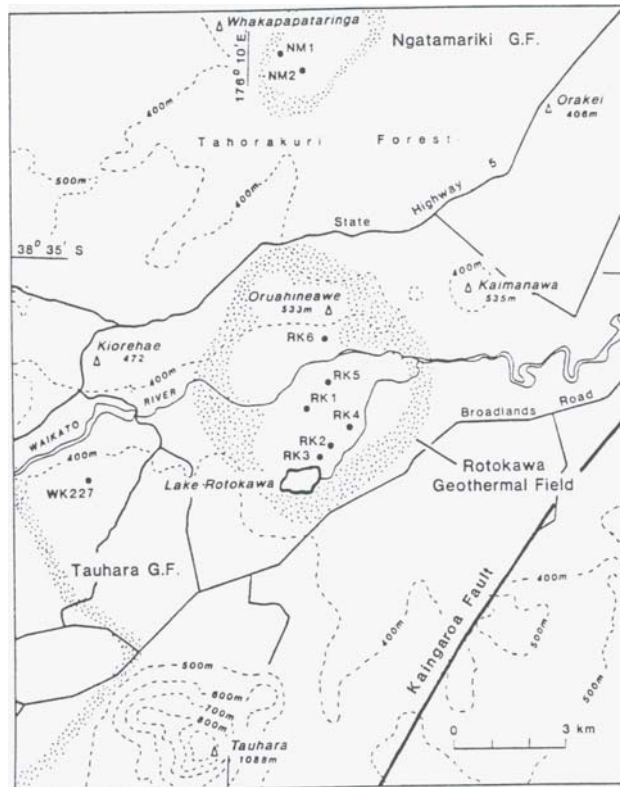 Whakapapataringa
NM1
Ngatamariki G.F.
176° 10' E
NM2
Orakei
406m
400m
Tahorakuri Forest
5
500m
400m
State Highway
38° 35' S
400m
Kaimanawa
535m
Oruahineawe
533m
RK6
Kiorehae
472
400m
RK5
RIVER
RK1
RK4
Broadlands Road
WAIKATO
RK2
400m
RK3
Rotokawa
Geothermal Field
Lake Rotokawa
WK227
Tauhara G.F.
Kaingaroa Fault
400m
400m
500m
500m
500m
600m
700m
800m
0 3 km
Tauhara
1088m